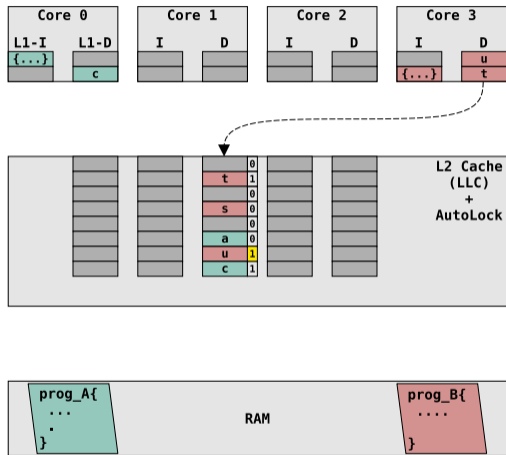 Core 0 Core 1 Core 2 Core 3
L1-I L1-D I D I D I D
{...} u
c {...} t
0
t 1
0
s 0
0
a 0
u 1
c 1
L2 Cache
(LLC)
+
AutoLock
prog_A{
...
.
}
RAM
prog_B{
....
}